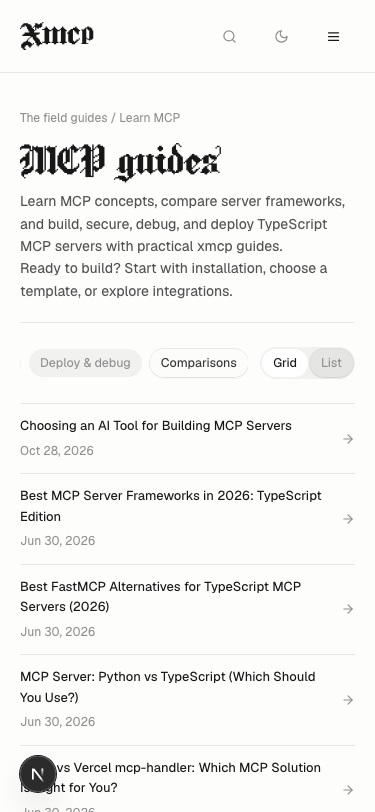 Xmcp
The field guides / Learn MCP
MCP guides
Learn MCP concepts, compare server frameworks,
and build, secure, debug, and deploy TypeScript
MCP servers with practical xmcp guides.
Ready to build? Start with installation, choose a
template, or explore integrations.
Deploy & debug Comparisons Grid List
Choosing an AI Tool for Building MCP Servers
Oct 28, 2026
Best MCP Server Frameworks in 2026: TypeScript
Edition
Jun 30, 2026
Best FastMCP Alternatives for TypeScript MCP
Servers (2026)
Jun 30, 2026
MCP Server: Python vs TypeScript (Which Should
You Use?)
Jun 30, 2026
vs Vercel mcp-handler: Which MCP Solution
for You?
Jun 30, 2026
N